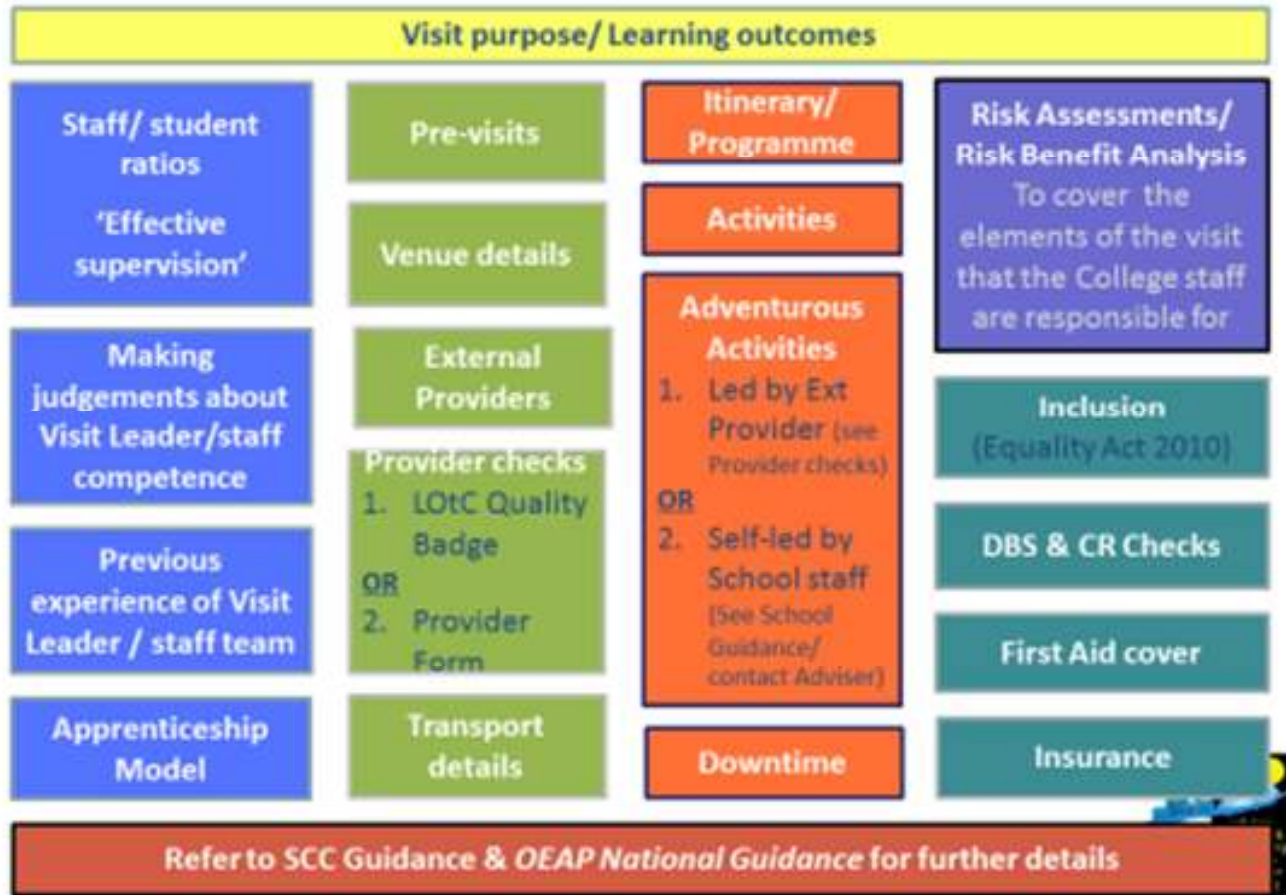 Visit purpose/ Learning outcomes
Staff/ student
ratios
'Effective
supervision'
Making
judgements about
Visit Leader/staff
competence
Previous
experience of Visit
Leader / staff team
Apprenticeship
Model
Pre-visits
Venue details
External
Providers
Provider checks
1. LOtC Quality
Badge
OR
2. Provider
Form
Transport
details
Itinerary/
Programme
Activities
Adventurous
Activities
1. Led by Ext
Provider (see
Provider checks)
OR
2. Self-led by
School staff
(See School
Guidance/
contact Adviser)
Downtime
Risk Assessments/
Risk Benefit Analysis
To cover the
elements of the visit
that the College staff
are responsible for
Inclusion
(Equality Act 2010)
DBS & CR Checks
First Aid cover
Insurance
Refer to SCC Guidance & OEAP National Guidance for further details